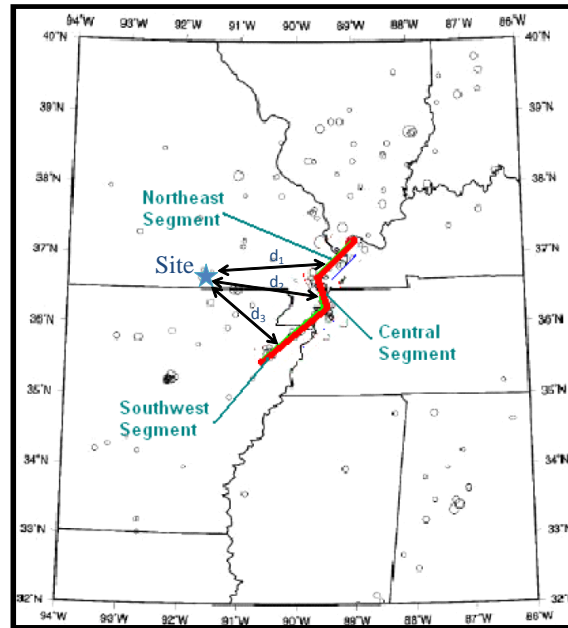 94°W 93°W 92°W 91°W 90°W 89°W 88°W 87°W 86°W
40°N 40°N
39°N 39°N
38°N 38°N
Northeast
Segment
37°N 37°N
Site d1
d2
36°N 36°N
d3
Central
Segment
35°N 35°N
Southwest
Segment
34°N 34°N
33°N 33°N
32°N 32°N
94°W 93°W 92°W 91°W 90°W 89°W 88°W 87°W 86°W